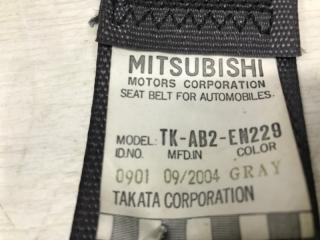 MITSUBISHI
MOTORS CORPORATION
SEAT BELT FOR AUTOMOBILES.
MODEL: TK-AB2-EN229
ID.NO. MFD.IN COLOR
0901 09/2004 GRAY
TAKATA CORPORATION